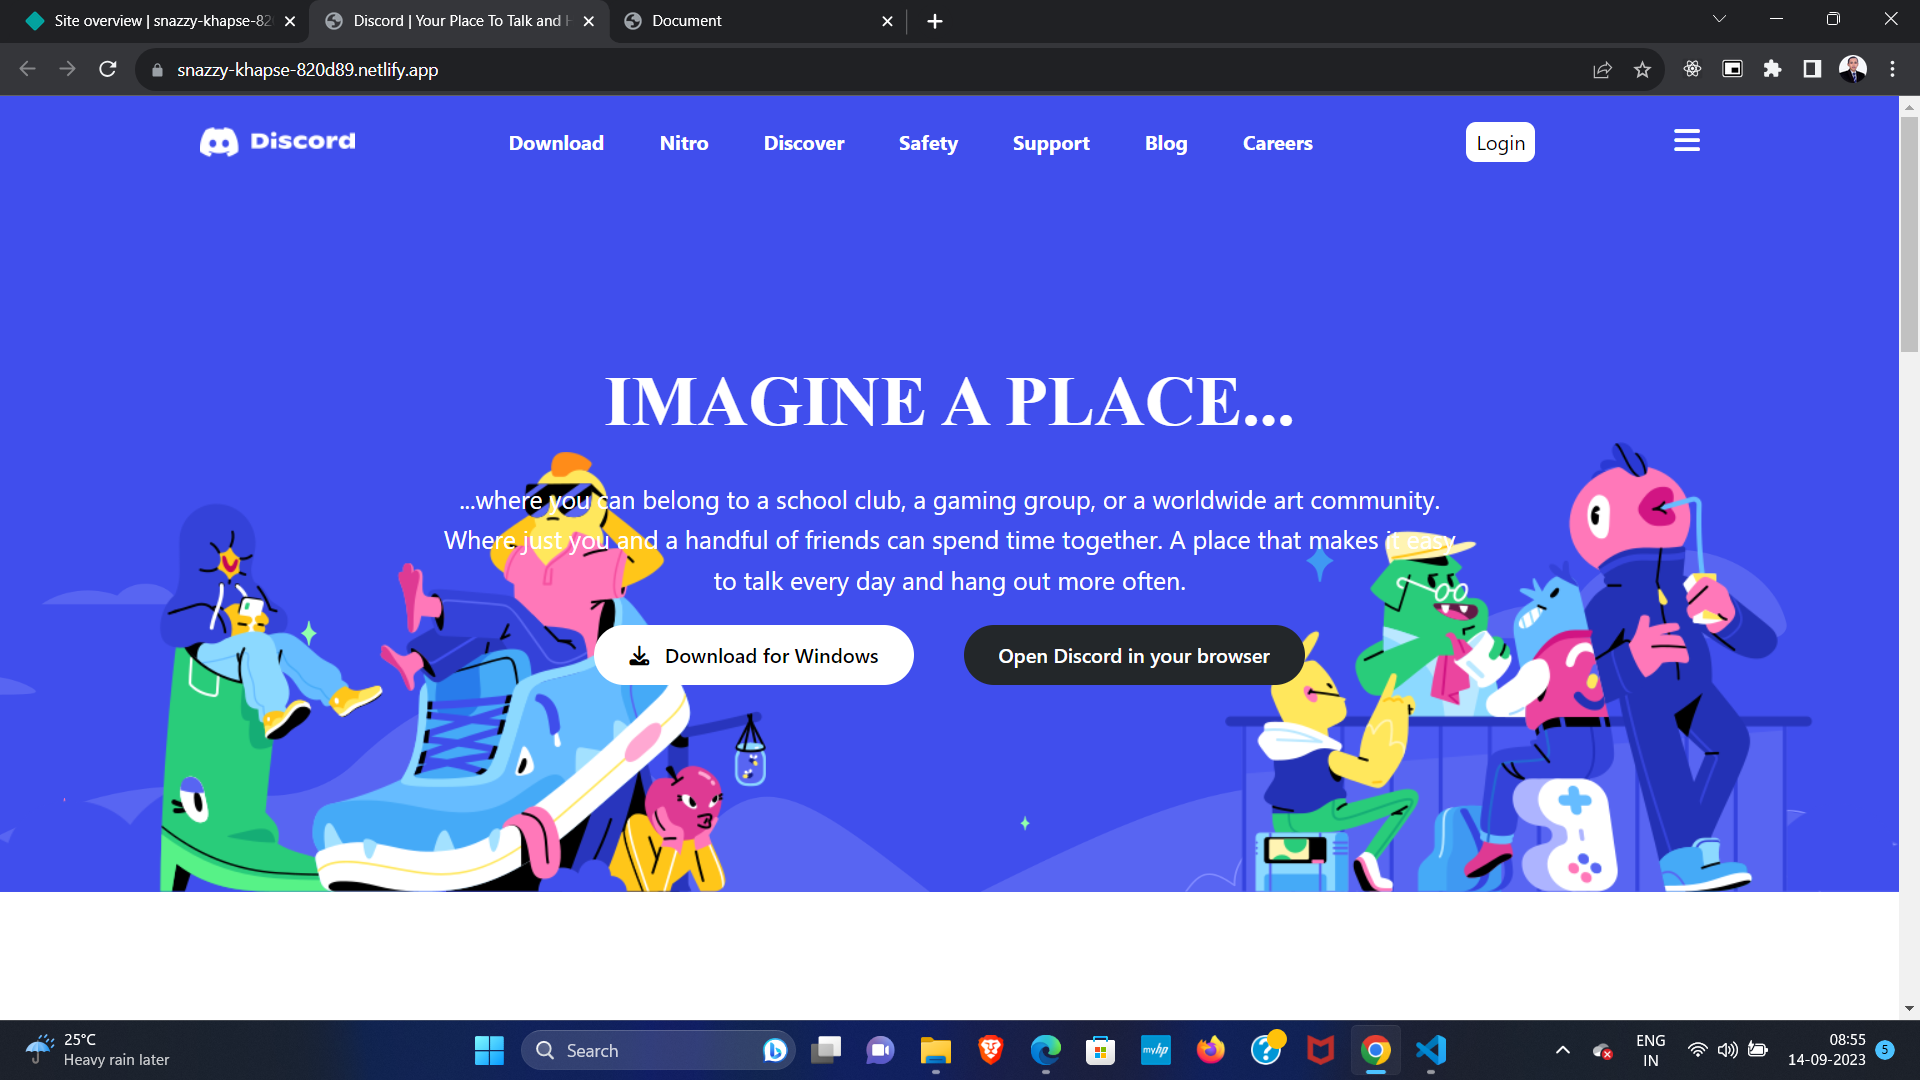 Site overview | snazzy-khapse-82
Discord | Your Place To Talk and H
Document
snazzy-khapse-820d89.netlify.app
Discord
Download
Nitro
Discover
Safety
Support
Blog
Careers
Login
IMAGINE A PLACE...
...where you can belong to a school club, a gaming group, or a worldwide art community.
Where just you and a handful of friends can spend time together. A place that makes it easy
to talk every day and hang out more often.
Download for Windows
Open Discord in your browser
25°C
Heavy rain later
Search
myhp
ENG
IN
08:55
14-09-2023
5